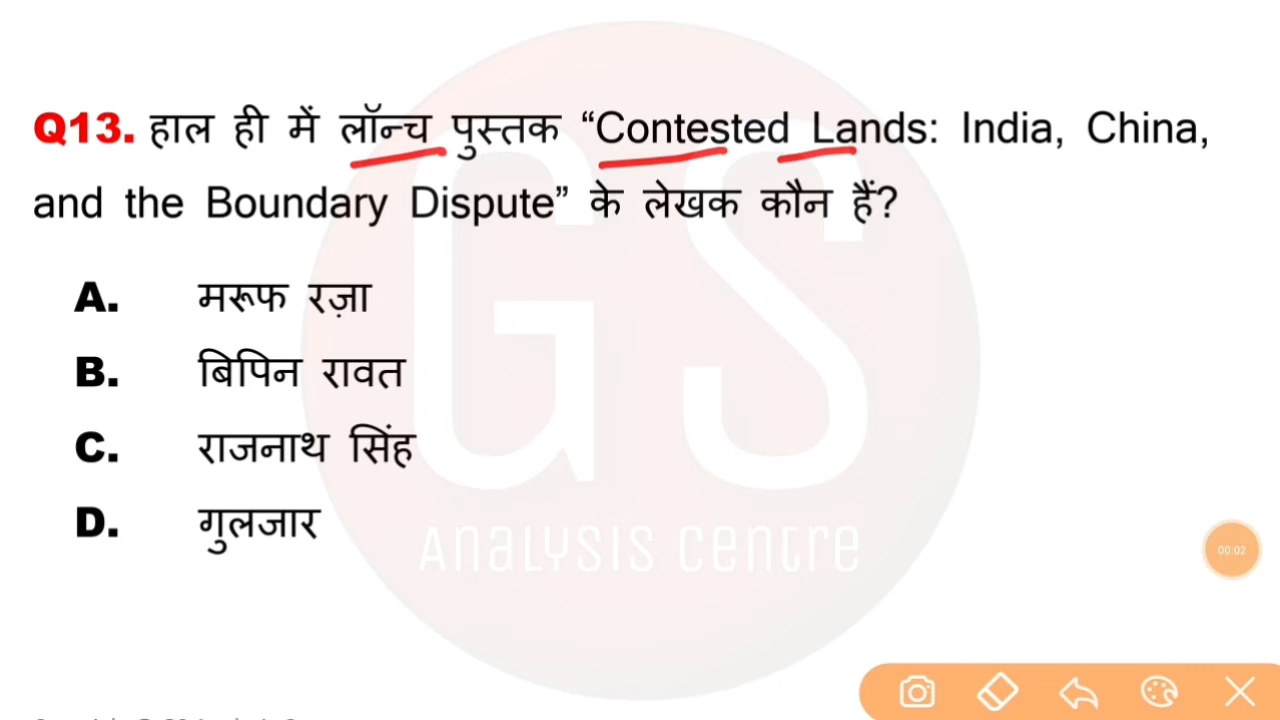 Q13. हाल ही में लॉन्च पुस्तक “Contested Lands: India, China,
and the Boundary Dispute” के लेखक कौन हैं?
A. मरूफ रज़ा
B. बिपिन रावत
C. राजनाथ सिंह
D. गुलजार
GS
Analysis Centre
00:02